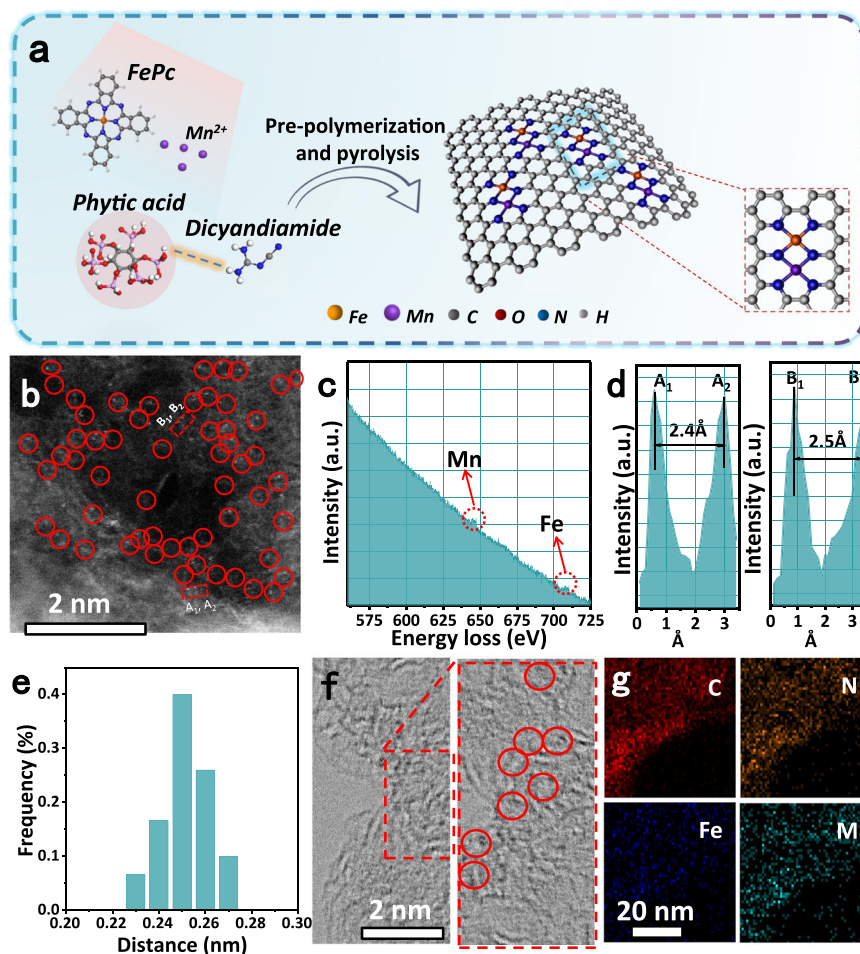 a
FePc
Mn2+
Pre-polymerization
and pyrolysis
Phytic acid
Dicyandiamide
Fe Mn C O N H
b
B1, B2
A1, A2
2 nm
c
Mn
Fe
Intensity (a.u.)
575 600 625 650 675 700 725
Energy loss (eV)
d
A1 A2
2.4Å
Intensity (a.u.)
0 1 2 3
Å
B1 B
2.5Å
Intensity (a.u.)
0 1 2 3
Å
e
Frequency (%)
0.4
0.3
0.2
0.1
0.0
0.20 0.22 0.24 0.26 0.28 0.30
Distance (nm)
f
2 nm
g
C
N
Fe
M
20 nm